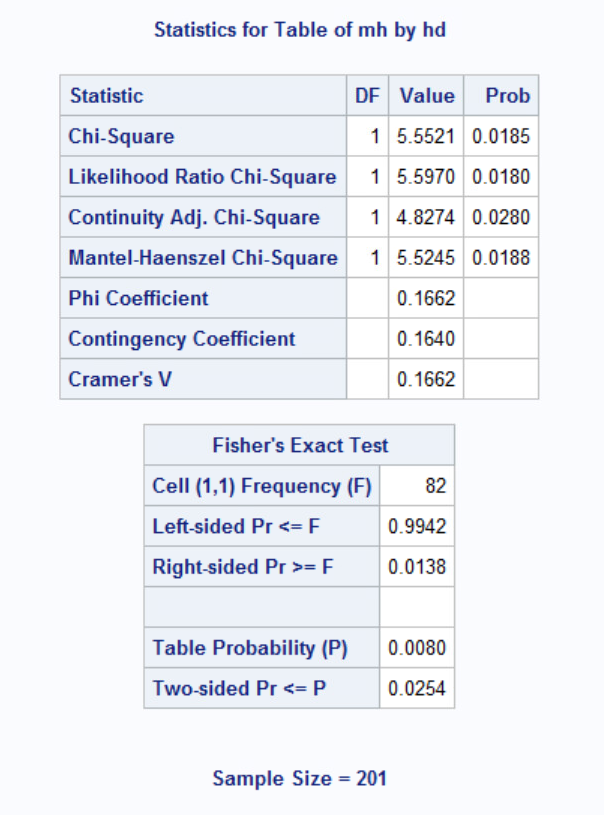 Statistics for Table of mh by hd
Statistic DF Value Prob
Chi-Square 1 5.5521 0.0185
Likelihood Ratio Chi-Square 1 5.5970 0.0180
Continuity Adj. Chi-Square 1 4.8274 0.0280
Mantel-Haenszel Chi-Square 1 5.5245 0.0188
Phi Coefficient 0.1662
Contingency Coefficient 0.1640
Cramer's V 0.1662
Fisher's Exact Test
Cell (1,1) Frequency (F) 82
Left-sided Pr <= F 0.9942
Right-sided Pr >= F 0.0138
Table Probability (P) 0.0080
Two-sided Pr <= P 0.0254
Sample Size = 201